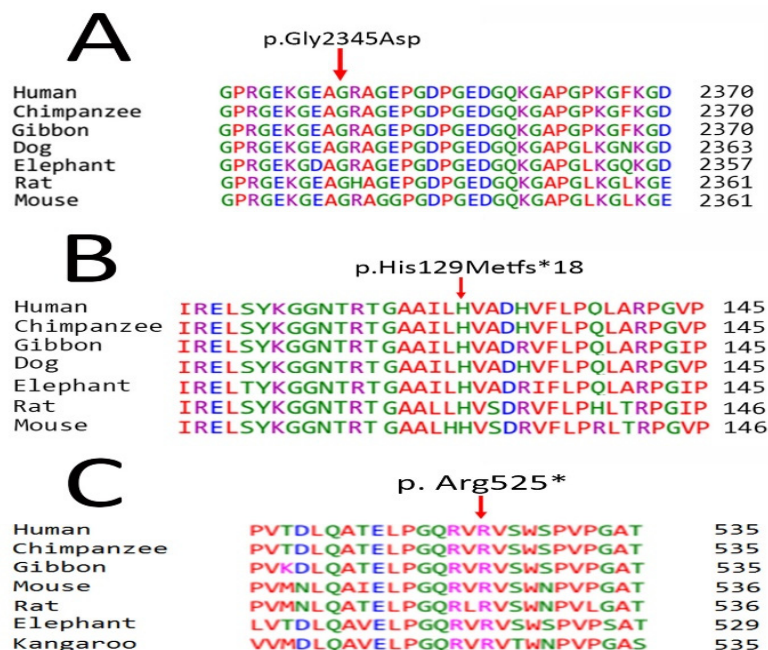 A
p.Gly2345Asp
Human GPRGEKGEAGRAGEPGDPGEDGQKGAPGPKGFKGD 2370
Chimpanzee GPRGEKGEAGRAGEPGDPGEDGQKGAPGPKGFKGD 2370
Gibbon GPRGEKGEAGRAGEPGDPGEDGQKGAPGPKGFKGD 2370
Dog GPRGEKGEAGRAGEPGDPGEDGQKGAPGLKGNKGD 2363
Elephant GPRGEKGDAGRAGEPGDPGEDGQKGAPGLKGQKGD 2357
Rat GPRGEKGEAGHAGEPGDPGEDGQKGAPGLKGLKGE 2361
Mouse GPRGEKGEAGRAGGPGDPGEDGQKGAPGLKGLKGE 2361
B
p.His129Metfs*18
Human IRELSYKGGNTRTGAAILHVADHVFLPQLARPGVP 145
Chimpanzee IRELSYKGGNTRTGAAILHVADHVFLPQLARPGVP 145
Gibbon IRELSYKGGNTRTGAAILHVADRVFLPQLARPGIP 145
Dog IRELSYKGGNTRTGAAILHVADHVFLPQLARPGVP 145
Elephant IRELTYKGGNTRTGAAILHVADRIFLPQLARPGIP 145
Rat IRELSYKGGNTRTGAALLHVSDRVFLPHLTRPGIP 146
Mouse IRELSYKGGNTRTGAALHHVSDRVFLPRLTRPGVP 146
C
p. Arg525*
Human PVTDLQATELPGQRVRVSWSPVPGAT 535
Chimpanzee PVTDLQATELPGQRVRVSWSPVPGAT 535
Gibbon PVKDLQATELPGQRVRVSWSPVPGAT 535
Mouse PVMNLQAIELPGQRVRVSWNPVPGAT 536
Rat PVMNLQATELPGQRLRVSWNPVLGAT 536
Elephant LVTDLQAVELPGQRVRVSWSPVPSAT 529
Kangaroo VVMDLQAVELPGQRVRVTWNPVPGAS 535